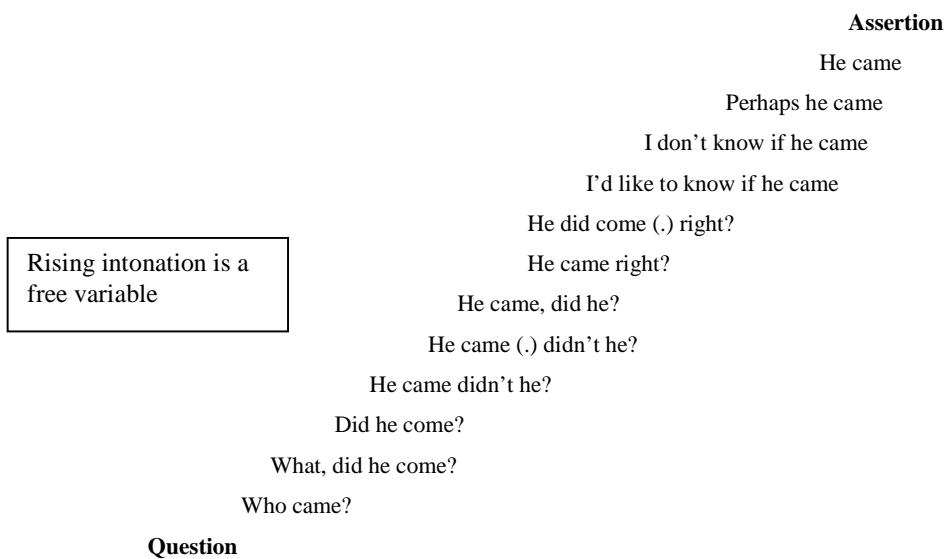 Assertion
He came
Perhaps he came
I don’t know if he came
I’d like to know if he came
He did come (.) right?
Rising intonation is a
free variable
He came right?
He came, did he?
He came (.) didn’t he?
He came didn’t he?
Did he come?
What, did he come?
Who came?
Question